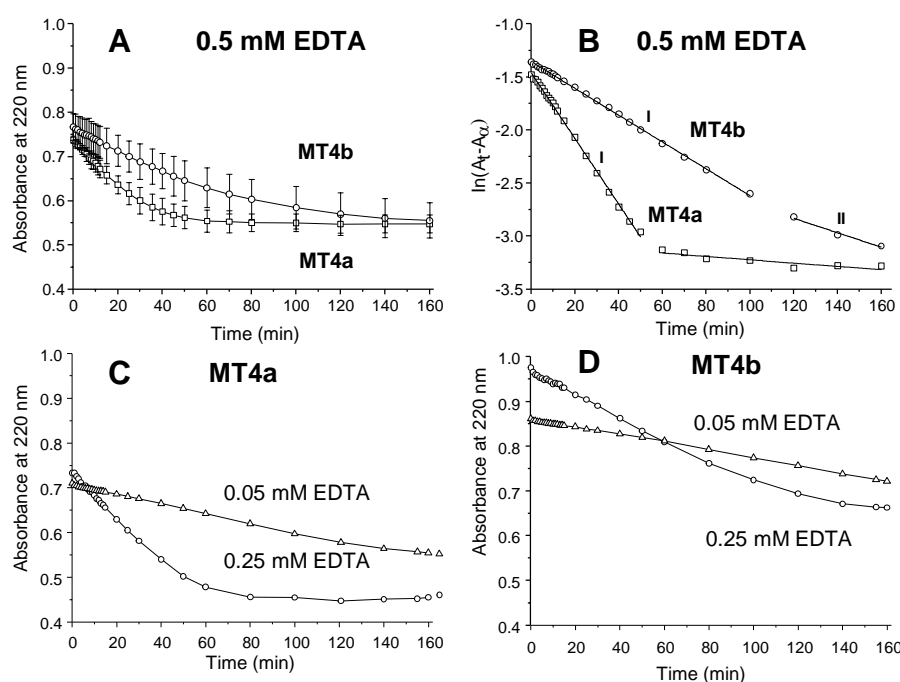 A 0.5 mM EDTA
Absorbance at 220 nm
1.0
0.9
0.8
0.7
0.6
0.5
0.4
MT4b
MT4a
0 20 40 60 80 100 120 140 160
Time (min)
B 0.5 mM EDTA
ln(At-Aα)
-1.0
-1.5
-2.0
-2.5
-3.0
-3.5
I
MT4b
I
MT4a
II
0 20 40 60 80 100 120 140 160
Time (min)
C MT4a
Absorbance at 220 nm
1.0
0.9
0.8
0.7
0.6
0.5
0.4
0.05 mM EDTA
0.25 mM EDTA
0 20 40 60 80 100 120 140 160
Time (min)
D MT4b
Absorbance at 220 nm
1.0
0.9
0.8
0.7
0.6
0.5
0.4
0.05 mM EDTA
0.25 mM EDTA
0 20 40 60 80 100 120 140 160
Time (min)